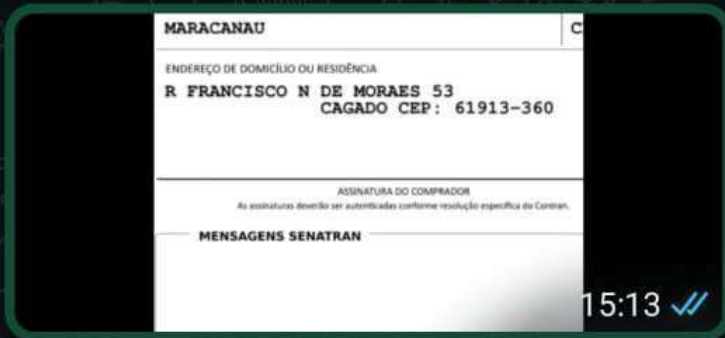 MARACANAU
C
ENDEREÇO DE DOMICÍLIO OU RESIDÊNCIA
R FRANCISCO N DE MORAES 53
CAGADO CEP: 61913-360
ASSINATURA DO COMPRADOR
As assinaturas deverão ser autenticadas conforme resolução específica do Contran.
MENSAGENS SENATRAN
15:13